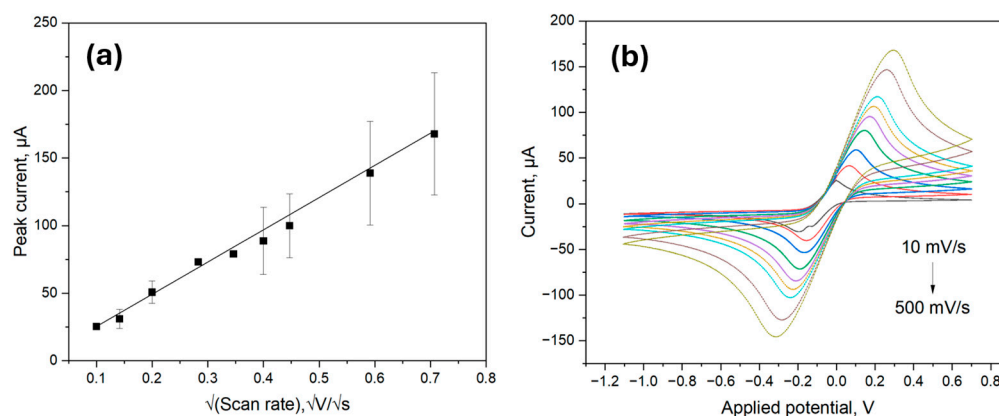 (a)
250
200
150
100
50
0
Peak current, µA
0.1 0.2 0.3 0.4 0.5 0.6 0.7 0.8
√(Scan rate),√V/√s
(b)
200
150
100
50
0
−50
−100
−150
Current, µA
10 mV/s
500 mV/s
−1.2 −1.0 −0.8 −0.6 −0.4 −0.2 0.0 0.2 0.4 0.6 0.8
Applied potential, V